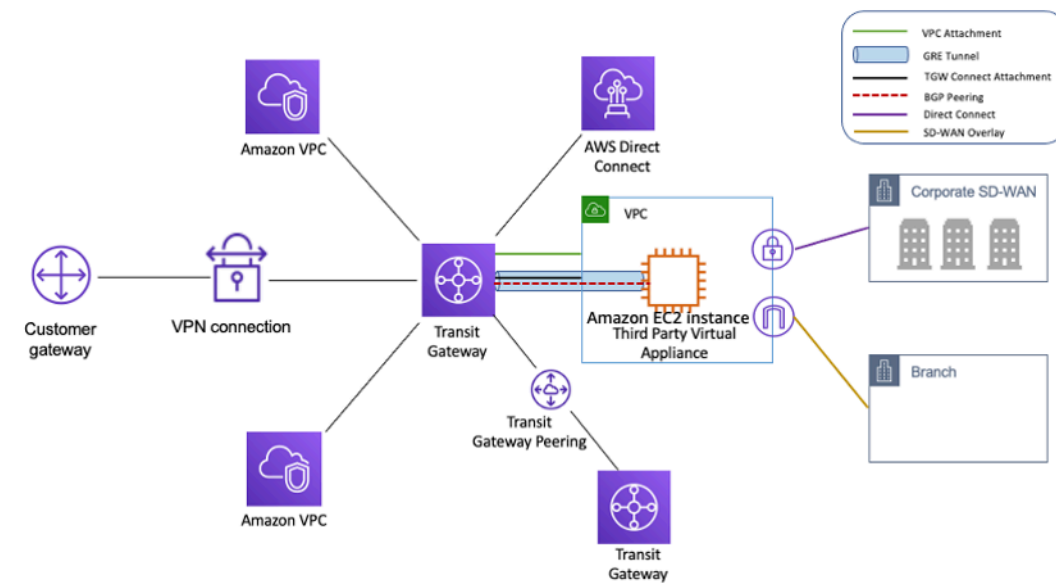 VPC Attachment
GRE Tunnel
TGW Connect Attachment
BGP Peering
Direct Connect
SD-WAN Overlay
Amazon VPC
AWS Direct
Connect
Corporate SD-WAN
VPC
Customer
gateway
VPN connection
Transit
Gateway
Amazon EC2 instance
Third Party Virtual
Appliance
Branch
Transit
Gateway Peering
Amazon VPC
Transit
Gateway